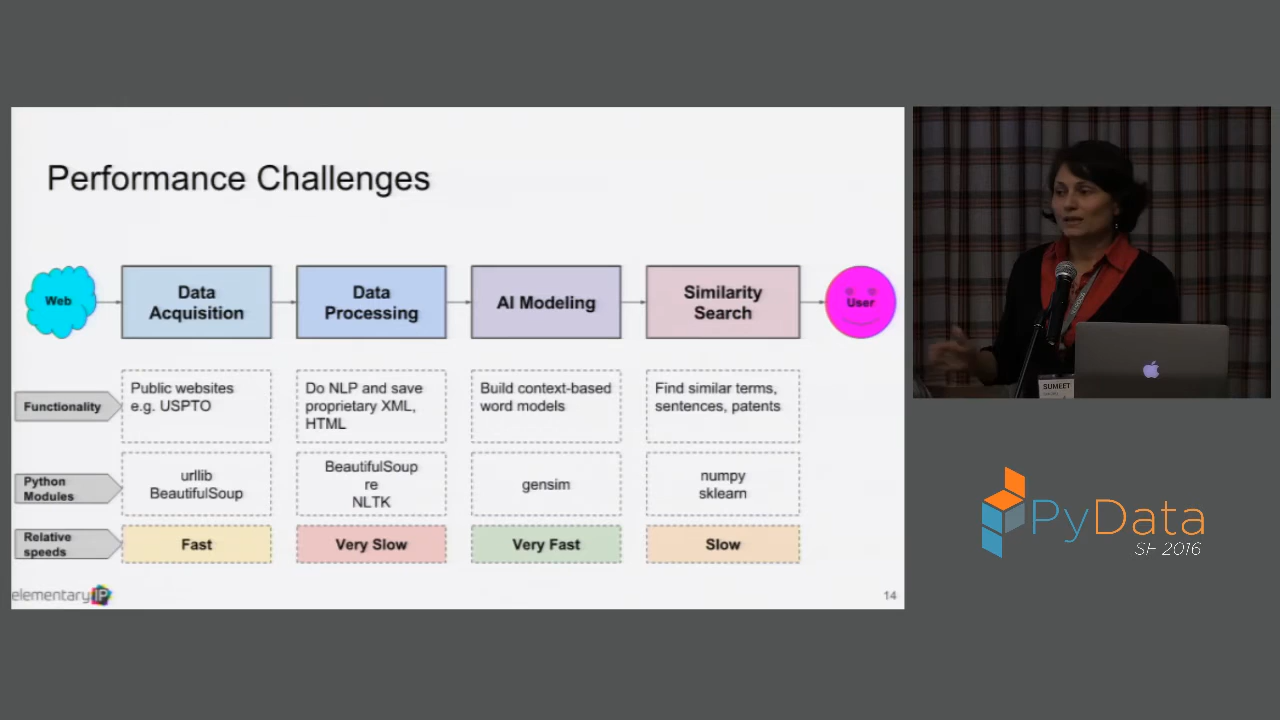 Performance Challenges
Web
Data
Acquisition
Data
Processing
AI Modeling
Similarity
Search
User
Functionality
Public websites
e.g. USPTO
Do NLP and save
proprietary XML,
HTML
Build context-based
word models
Find similar terms,
sentences, patents
Python
Modules
urllib
BeautifulSoup
BeautifulSoup
re
NLTK
gensim
numpy
sklearn
Relative
speeds
Fast
Very Slow
Very Fast
Slow
elementary IP
14
SUMEET
PyData
SF 2016